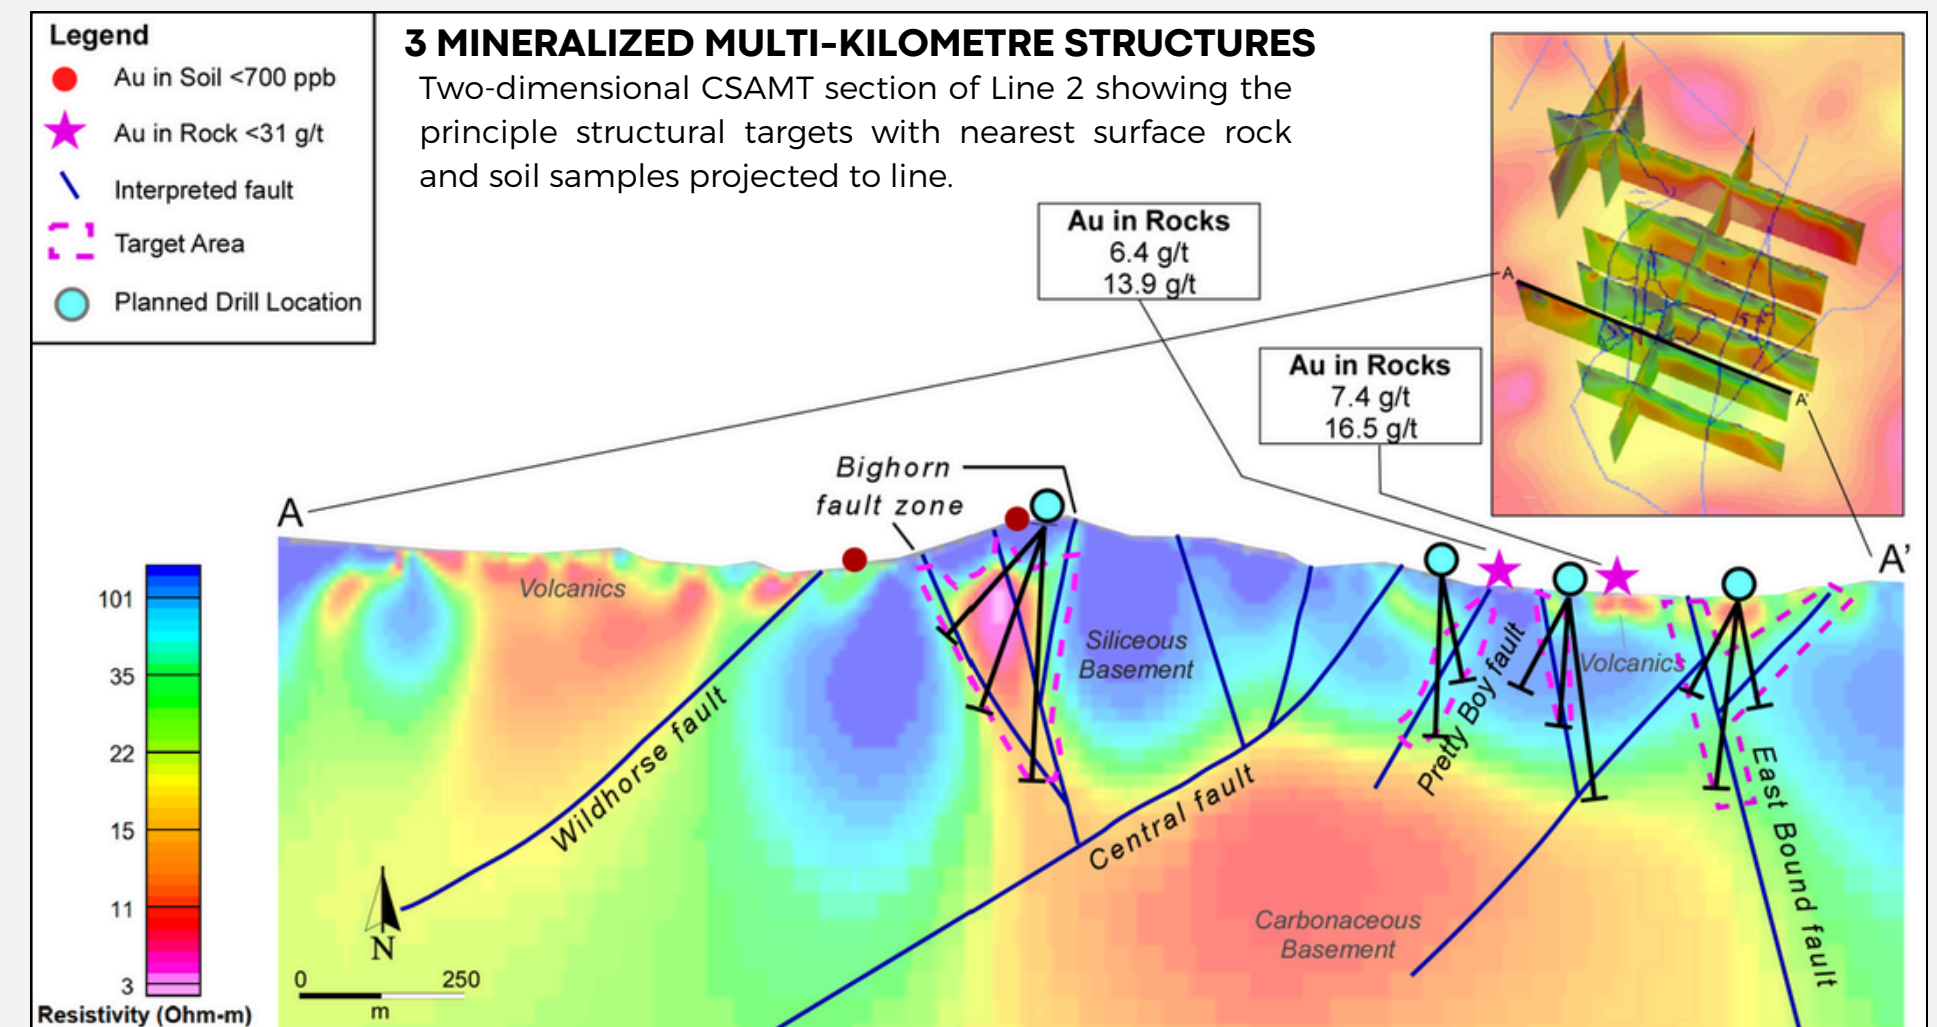 Legend
Au in Soil <700 ppb
Au in Rock <31 g/t
Interpreted fault
Target Area
Planned Drill Location
3 MINERALIZED MULTI-KILOMETRE STRUCTURES
Two-dimensional CSAMT section of Line 2 showing the
principle structural targets with nearest surface rock
and soil samples projected to line.
Au in Rocks
6.4 g/t
13.9 g/t
Au in Rocks
7.4 g/t
16.5 g/t
A
A'
Bighorn
fault zone
A
A'
Volcanics
Siliceous
Basement
Volcanics
Wildhorse fault
Central fault
Pretty Boy fault
East Bound fault
Carbonaceous
Basement
101
35
22
15
11
3
Resistivity (Ohm-m)
N
0 250
m